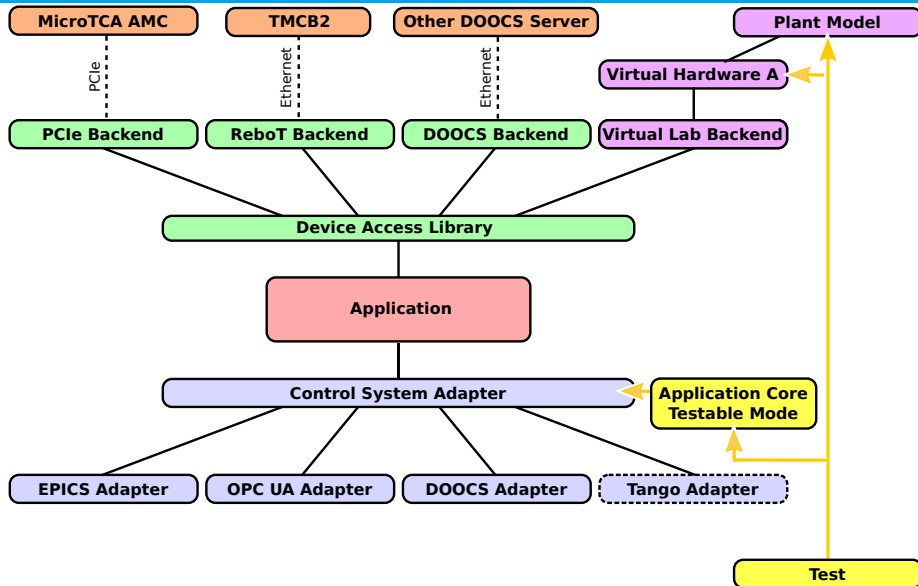 MicroTCA AMC
TMCB2
Other DOOCS Server
Plant Model
PCIe
Ethernet
Ethernet
Virtual Hardware A
PCIe Backend
ReboT Backend
DOOCS Backend
Virtual Lab Backend
Device Access Library
Application
Control System Adapter
Application Core
Testable Mode
EPICS Adapter
OPC UA Adapter
DOOCS Adapter
Tango Adapter
Test